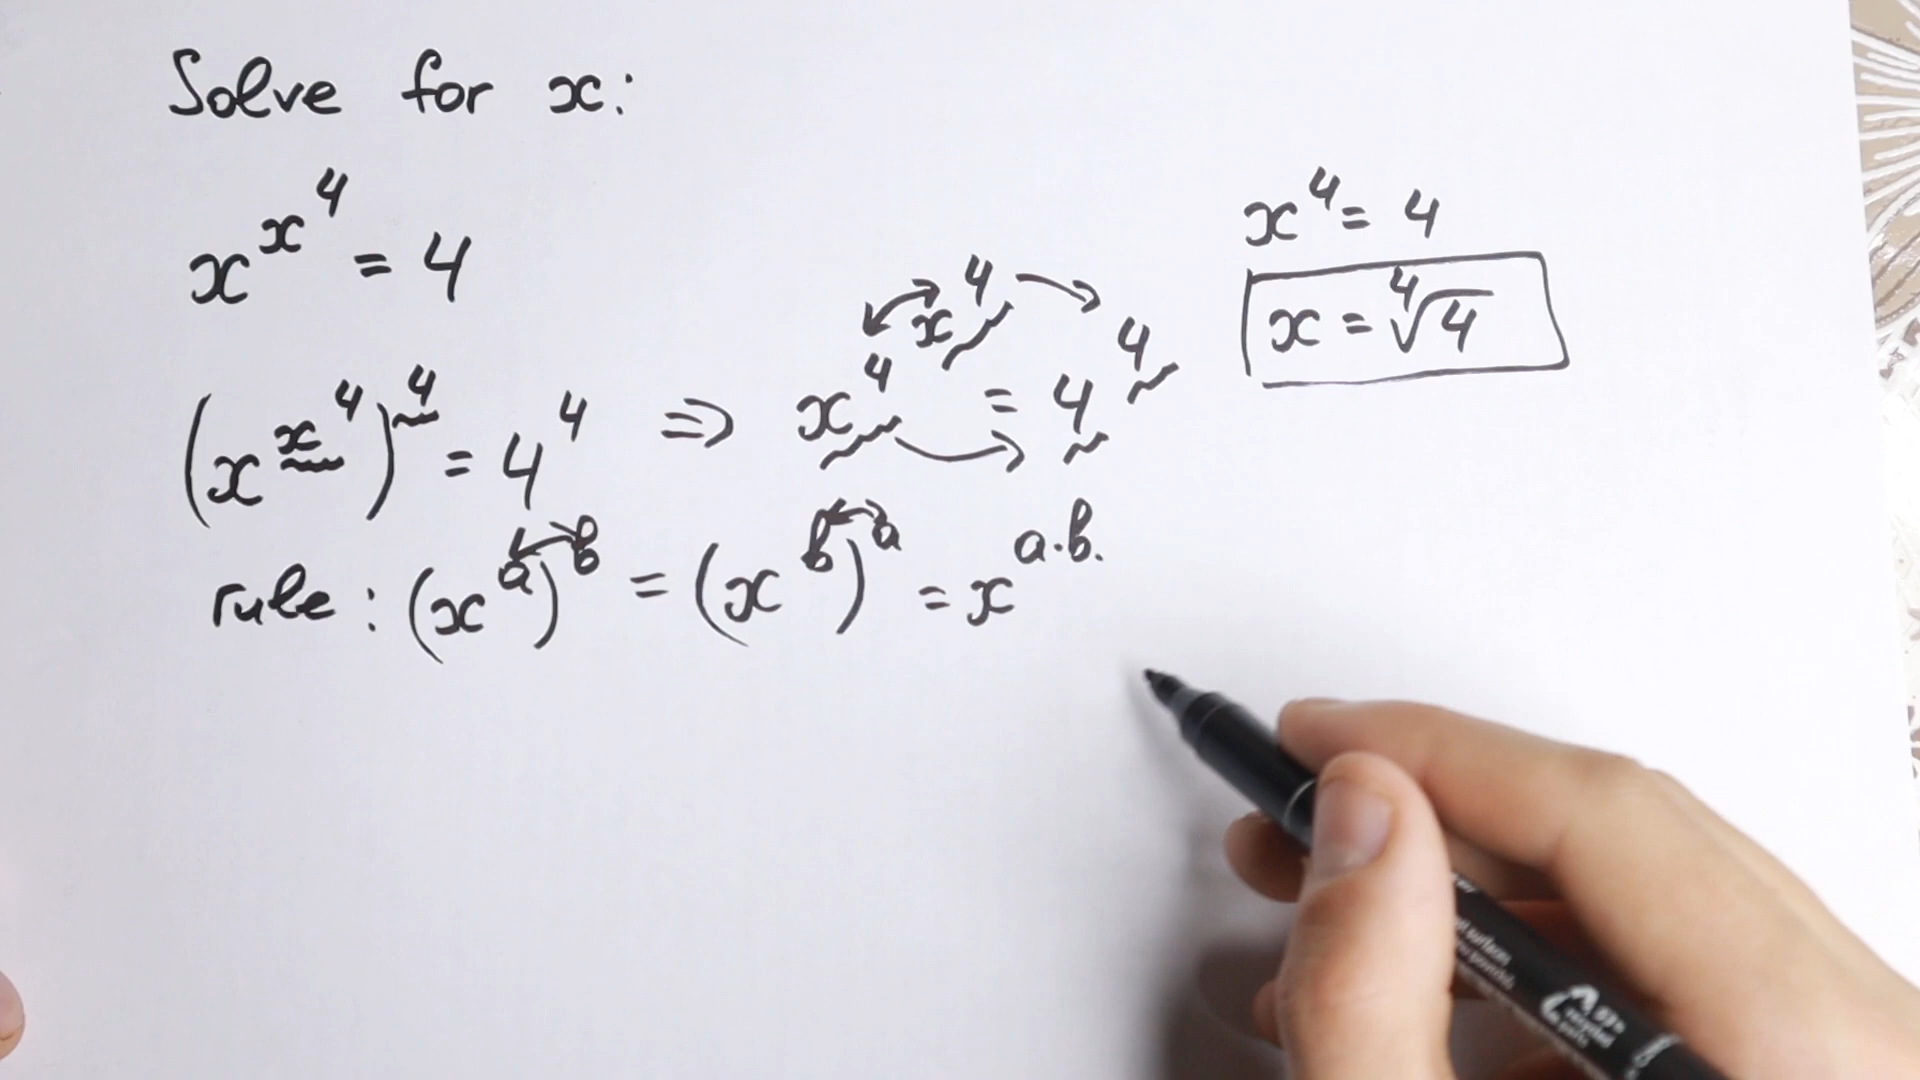 Solve for x:
x^x^4 = 4
(x^x^4)^4 = 4^4 ⇒ x^4^x^4 = 4^4
rule: (x^a)^b = (x^b)^a = x^a·b.
x^4 = 4
x = ⁴√4